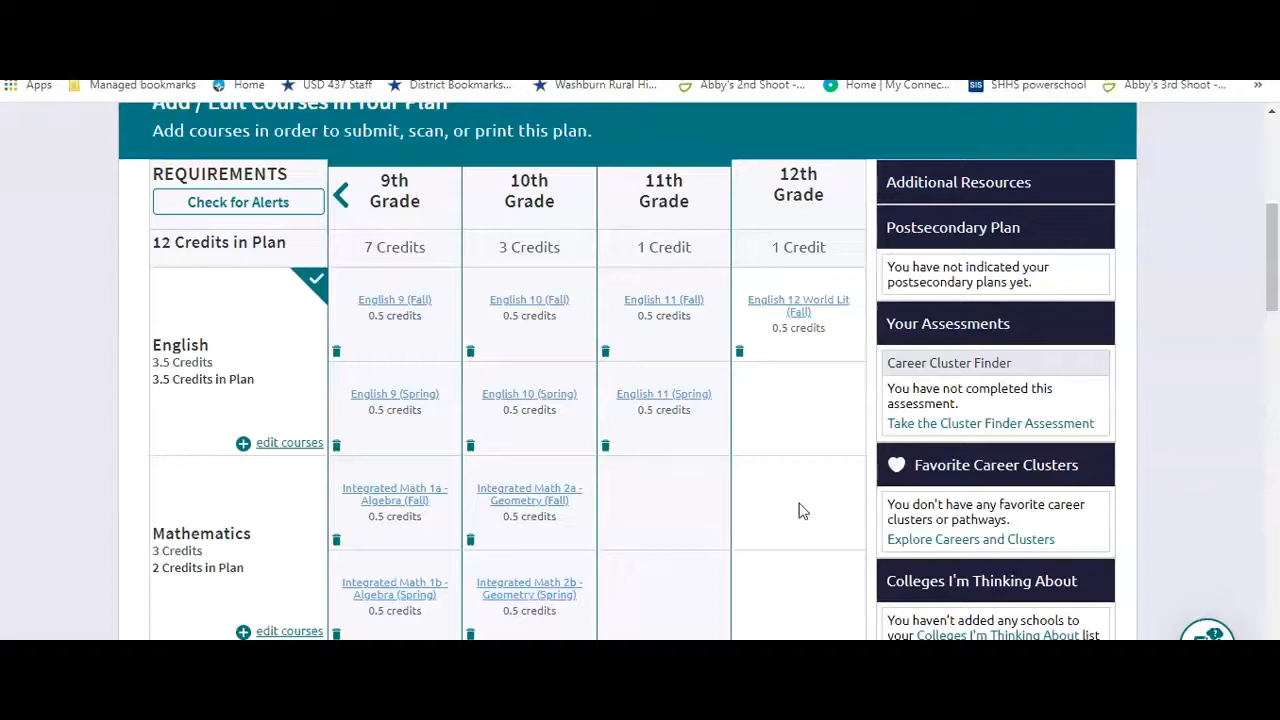 Apps
Managed bookmarks
Home
USD 437 Staff
District Bookmarks...
Washburn Rural Hi...
Abby's 2nd Shoot -...
Home | My Connec...
SIS
SHHS powerschool
Abby's 3rd Shoot -...
»
Add / Edit Courses in Your Plan
Add courses in order to submit, scan, or print this plan.
REQUIREMENTS
Check for Alerts
9th
Grade
10th
Grade
11th
Grade
12th
Grade
12 Credits in Plan
7 Credits
3 Credits
1 Credit
1 Credit
English
3.5 Credits
3.5 Credits in Plan
edit courses
English 9 (Fall)
0.5 credits
English 10 (Fall)
0.5 credits
English 11 (Fall)
0.5 credits
English 12 World Lit
(Fall)
0.5 credits
English 9 (Spring)
0.5 credits
English 10 (Spring)
0.5 credits
English 11 (Spring)
0.5 credits
Mathematics
3 Credits
2 Credits in Plan
edit courses
Integrated Math 1a -
Algebra (Fall)
0.5 credits
Integrated Math 2a -
Geometry (Fall)
0.5 credits
Integrated Math 1b -
Algebra (Spring)
0.5 credits
Integrated Math 2b -
Geometry (Spring)
0.5 credits
Additional Resources
Postsecondary Plan
You have not indicated your
postsecondary plans yet.
Your Assessments
Career Cluster Finder
You have not completed this
assessment.
Take the Cluster Finder Assessment
Favorite Career Clusters
You don't have any favorite career
clusters or pathways.
Explore Careers and Clusters
Colleges I'm Thinking About
You haven't added any schools to
your Colleges I'm Thinking About list